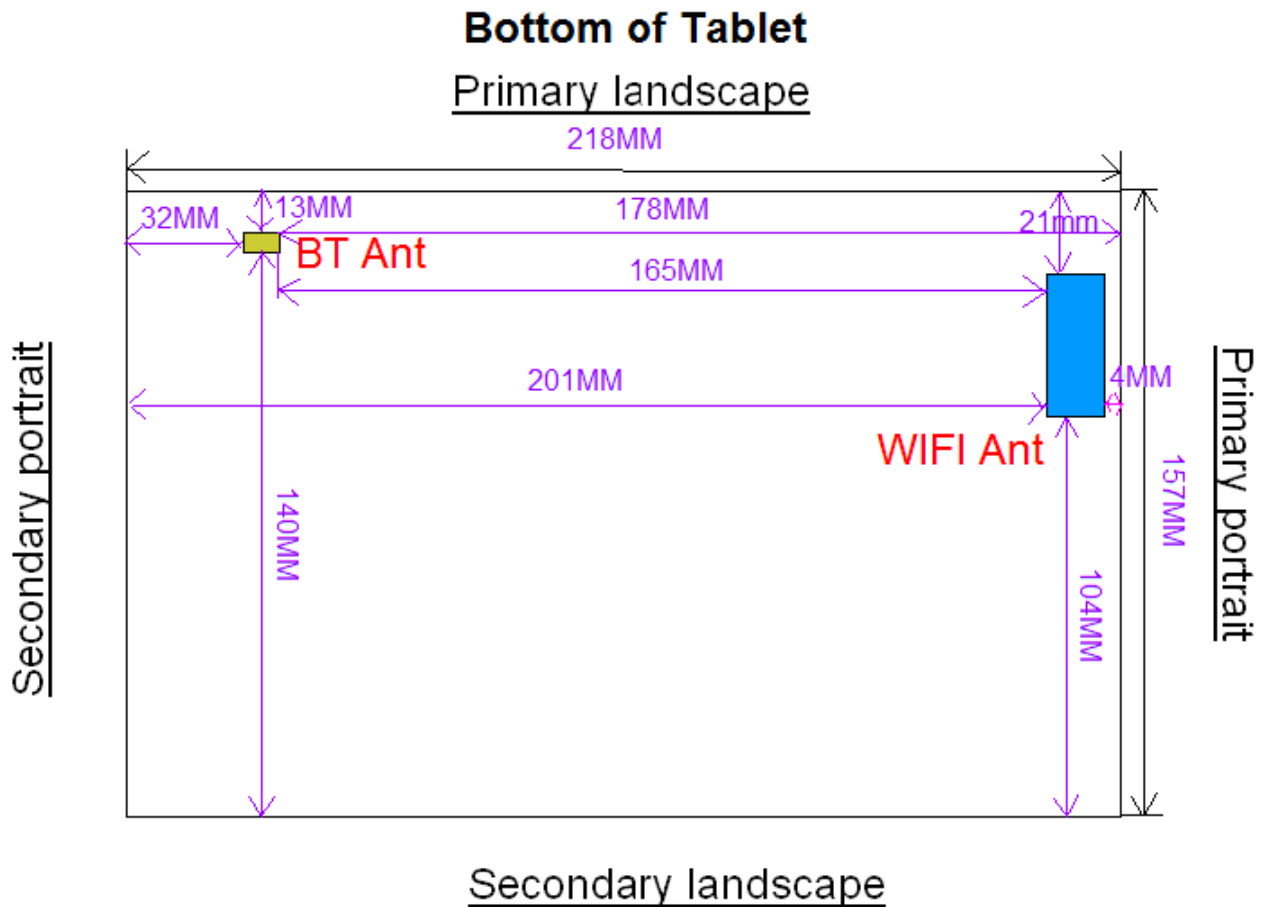 Bottom of Tablet
Primary landscape
218MM
32MM
13MM
178MM
21mm
BT Ant
165MM
201MM
4MM
WIFI Ant
Secondary portrait
Primary portrait
140MM
157MM
104MM
Secondary landscape